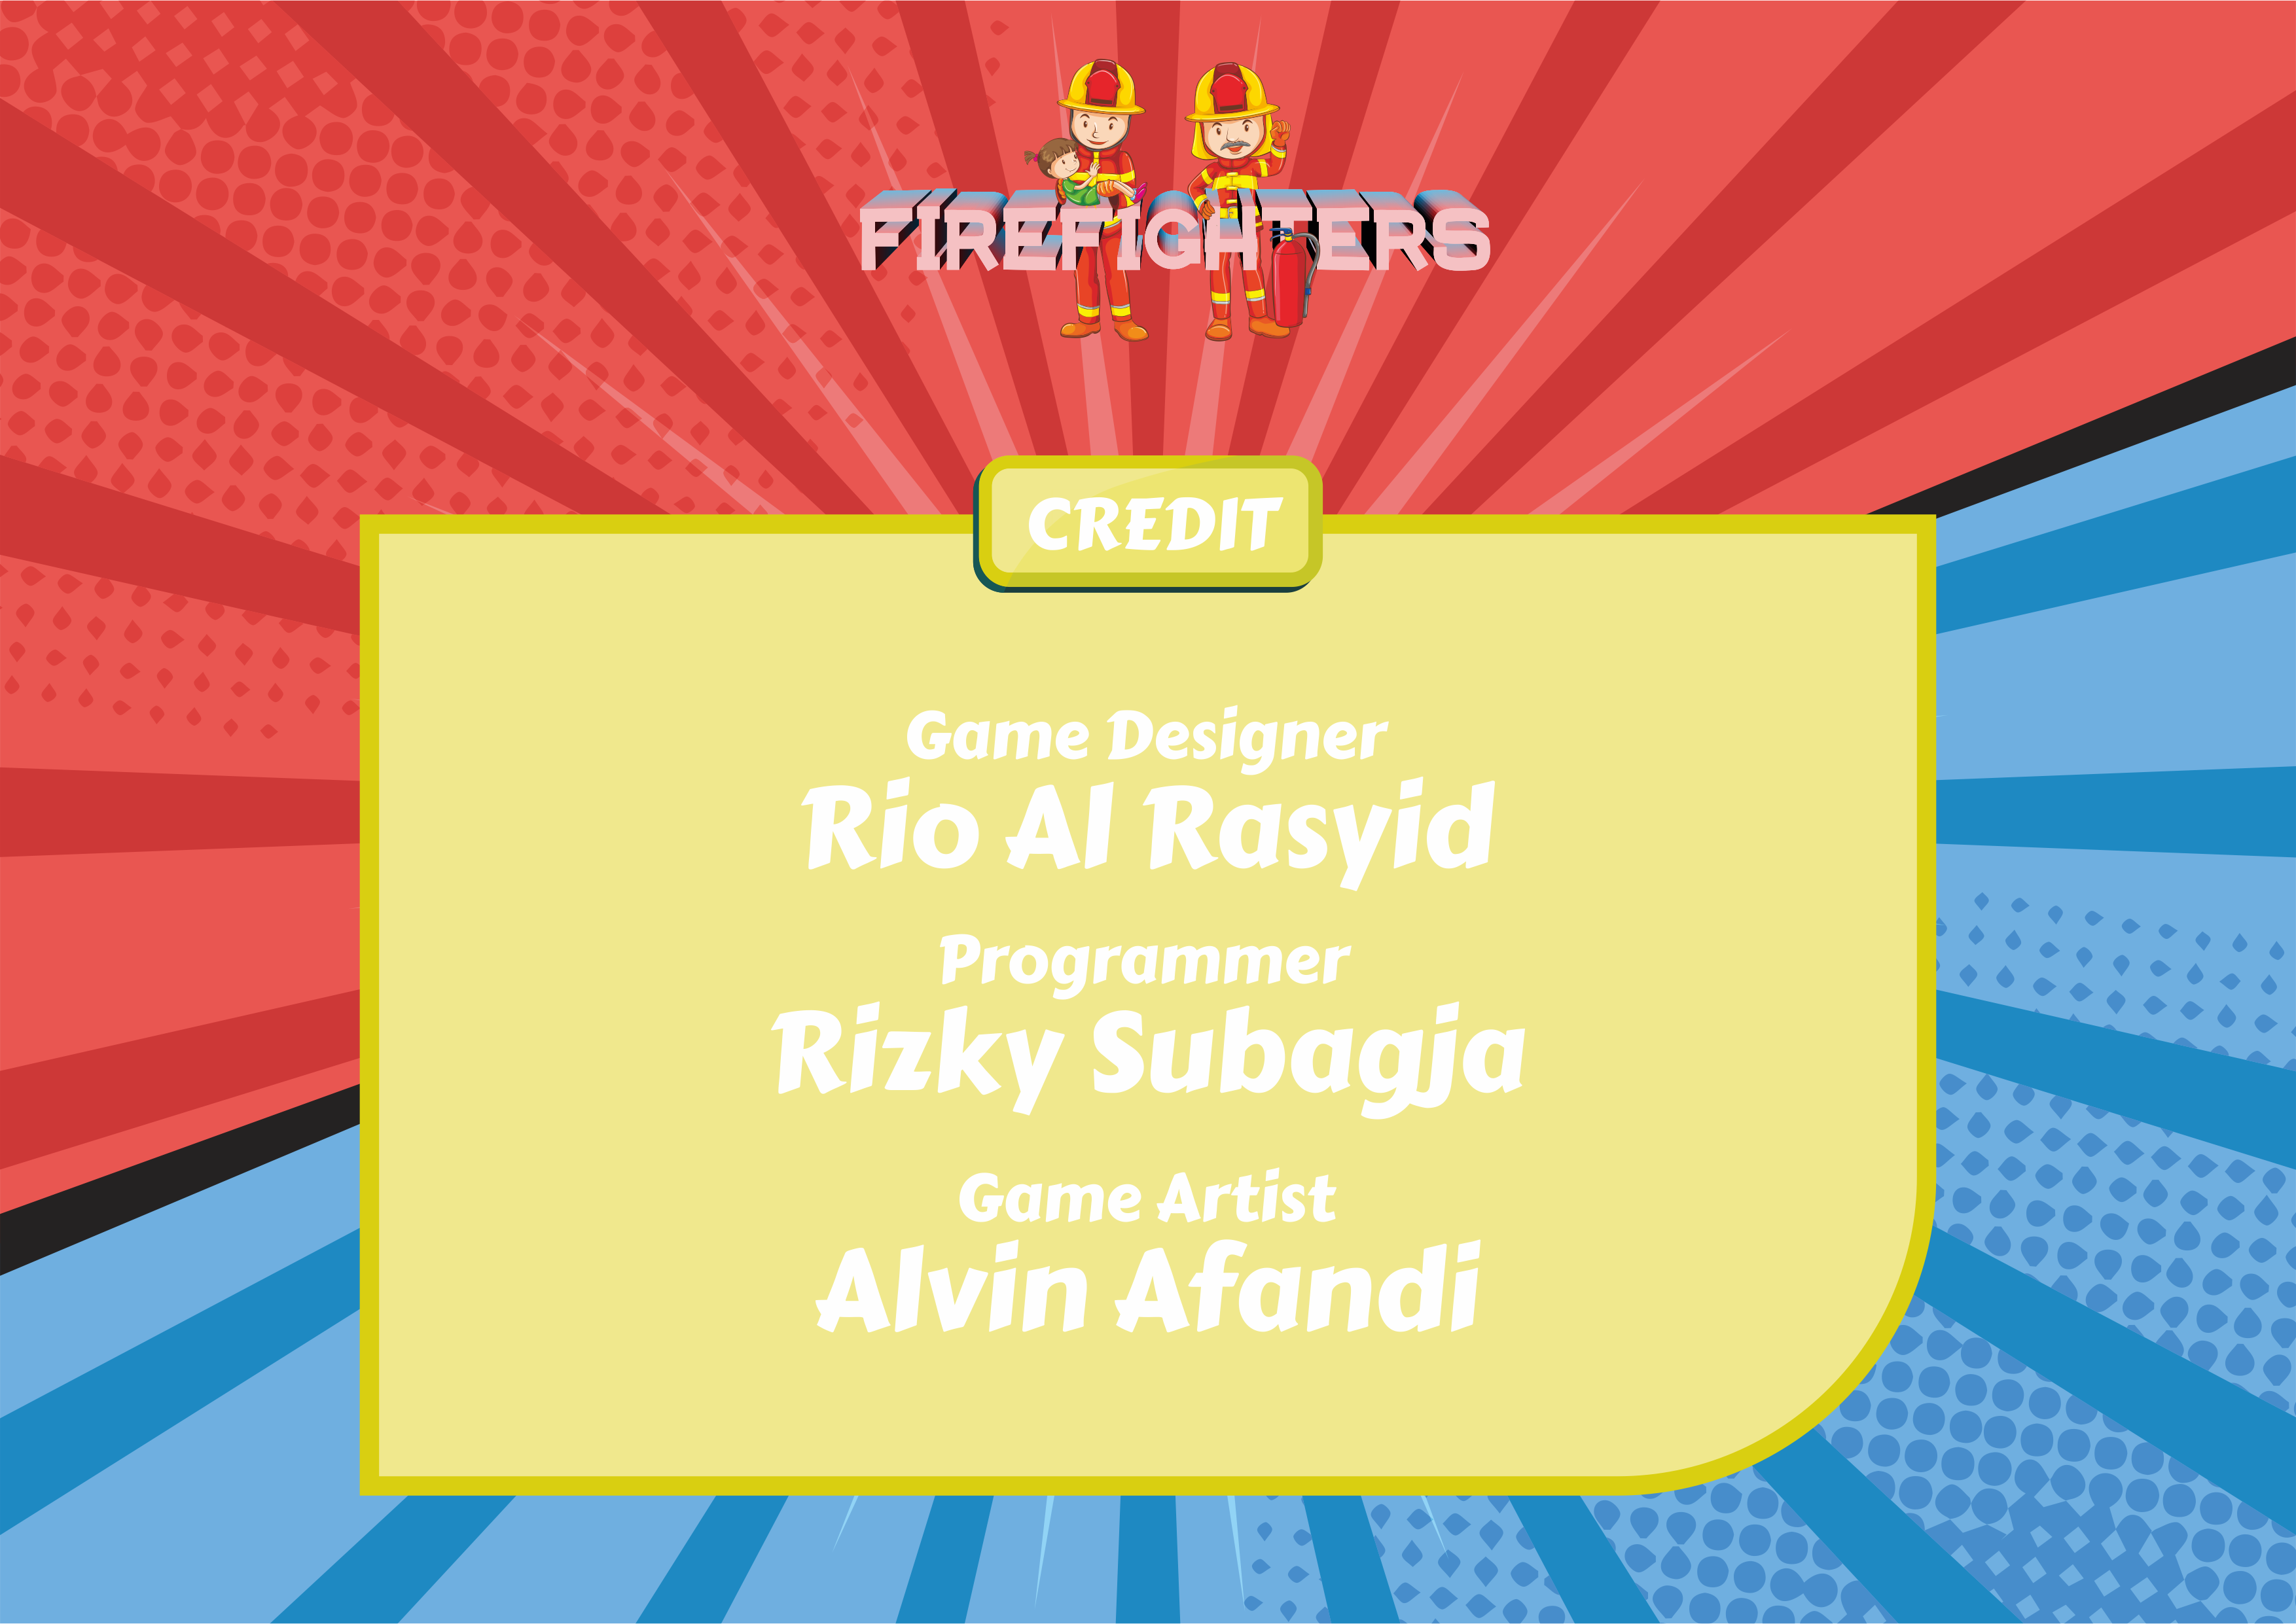 FIREFIGHTERS
CREDIT
Game Designer
Rio Al Rasyid
Programmer
Rizky Subagja
Game Artist
Alvin Afandi